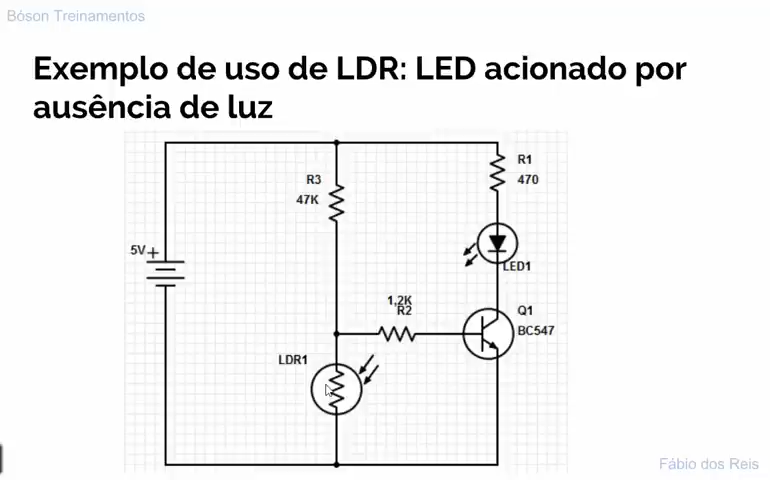 Bóson Treinamentos
Exemplo de uso de LDR: LED acionado por
ausência de luz
R3
47K
R1
470
5V+
LED1
1,2K
R2
Q1
BC547
LDR1
Fábio dos Reis